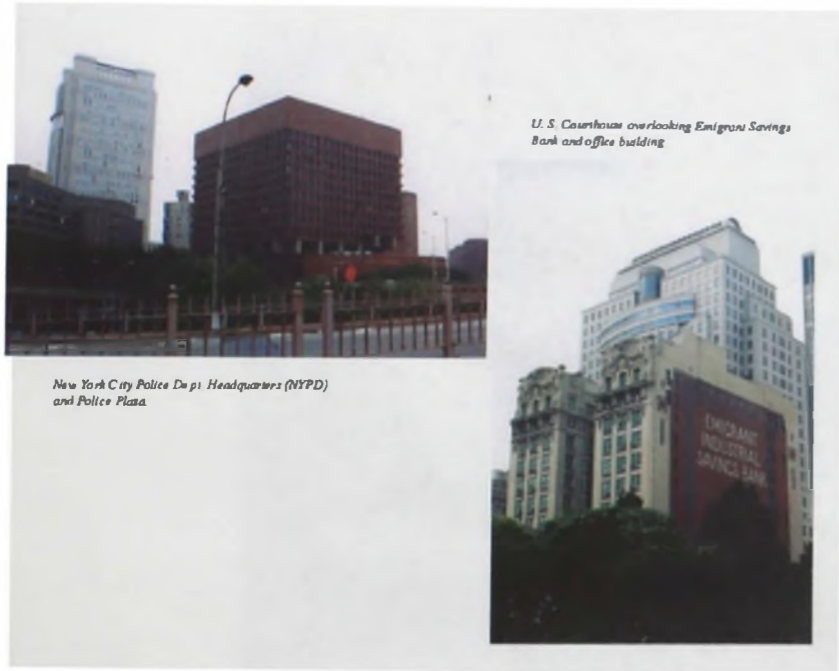 U. S. Courthouse overlooking Emigrant Savings
Bank and office building
EMIGRANT
INDUSTRIAL
SAVINGS BANK
New York City Police Dept. Headquarters (NYPD)
and Police Plaza